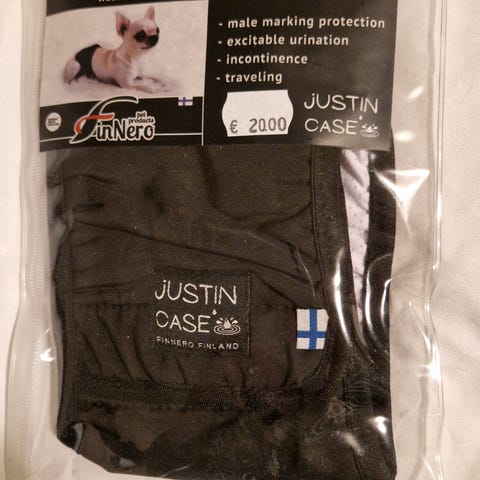 - male marking protection
- excitable urination
- incontinence
- traveling
FinNero
pet
products
€ 20.00
JUSTIN
CASE
JUSTIN
CASE
FINNERO.FINLAND